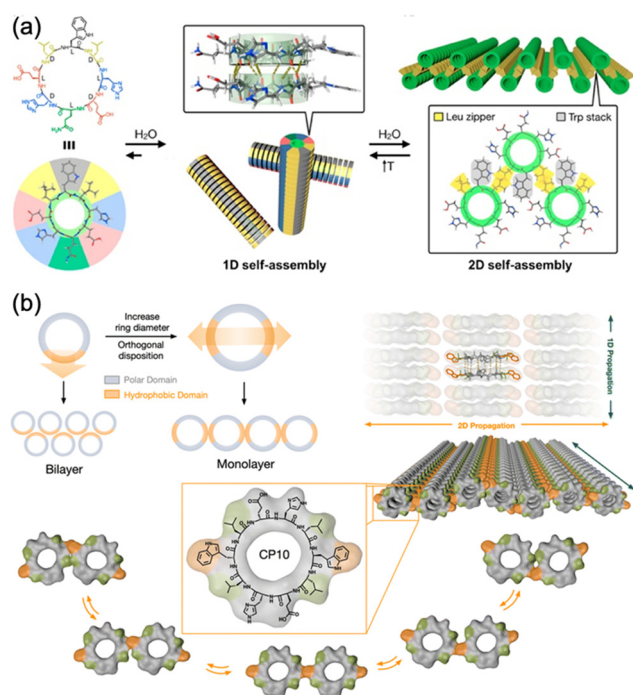 (a)
H₂O
1D self-assembly
H₂O
↑T
Leu zipper
Trp stack
2D self-assembly
(b)
Increase
ring diameter
Orthogonal
disposition
Polar Domain
Hydrophobic Domain
Bilayer
Monolayer
1D Propagation
2D Propagation
CP10